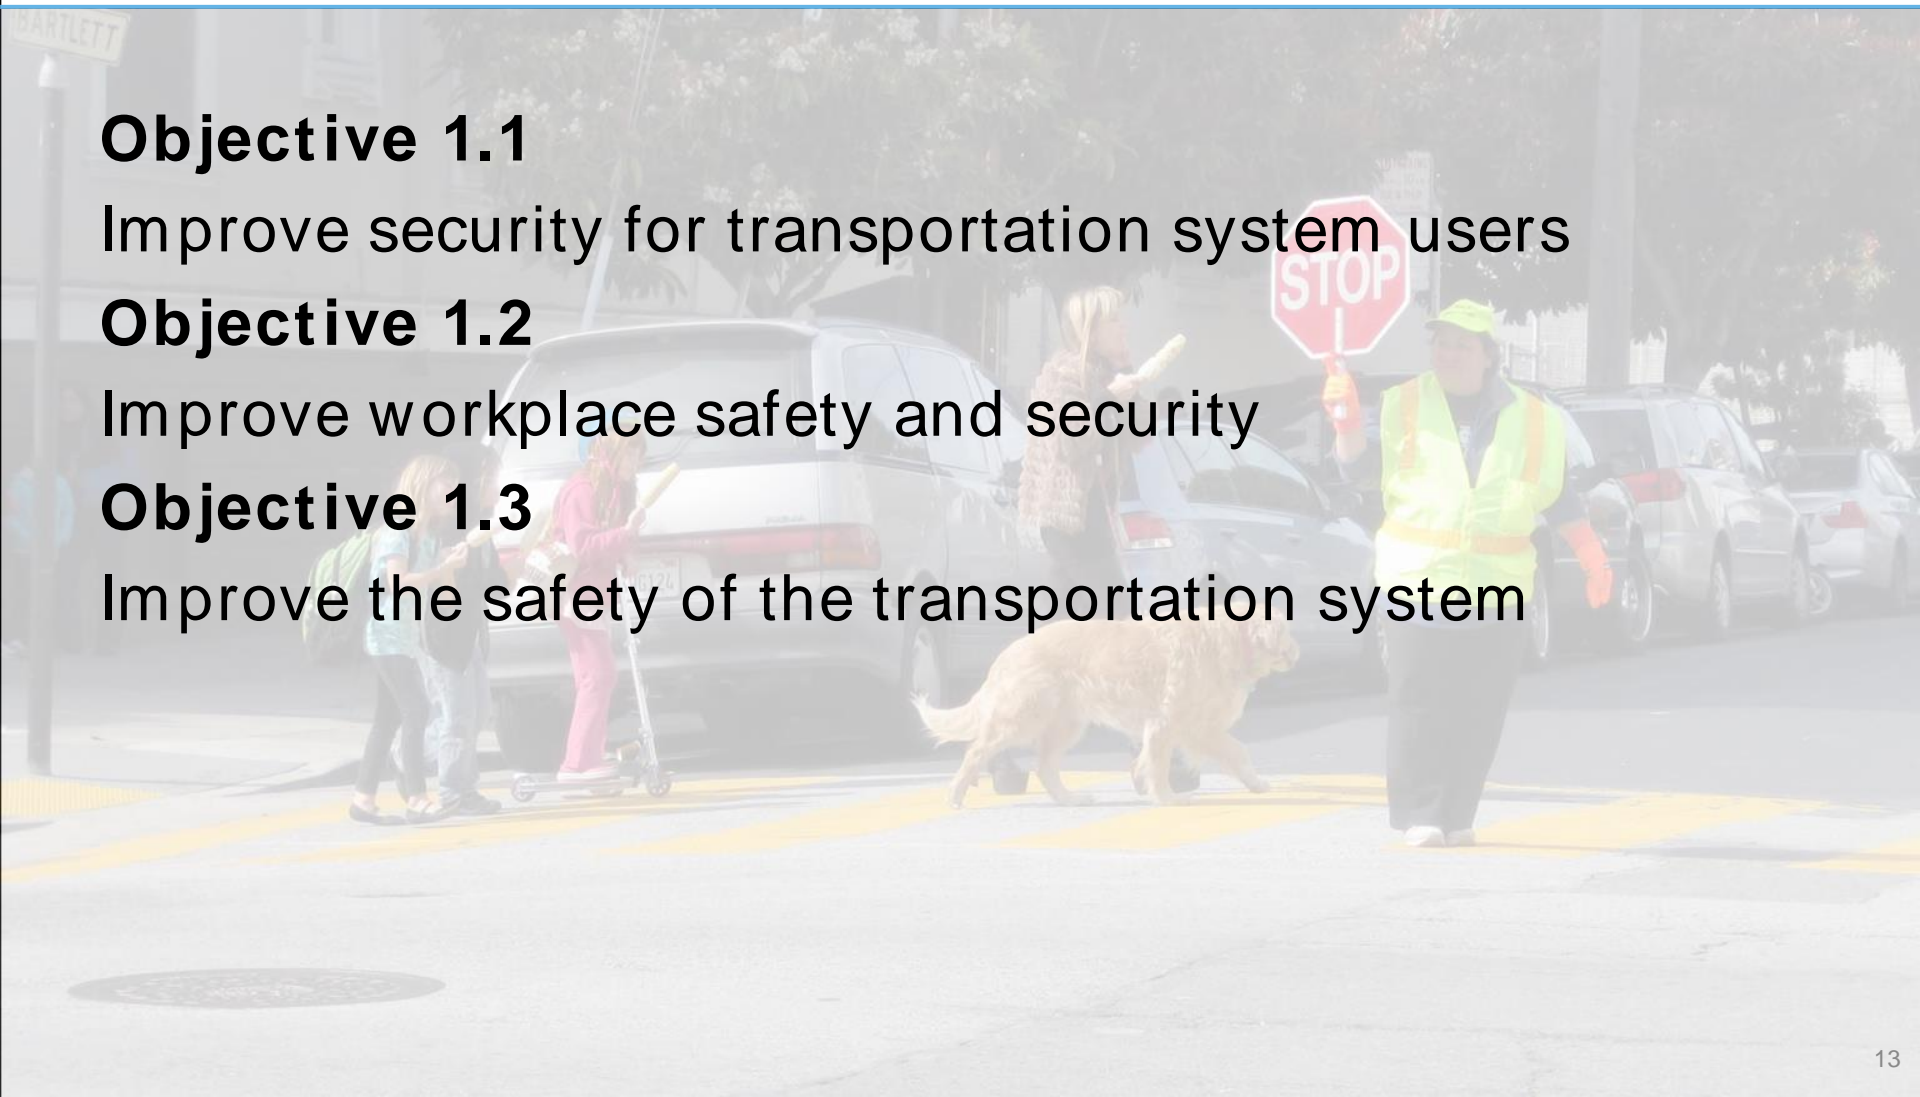 BARTLETT
Objective 1.1
Improve security for transportation system users
STOP
Objective 1.2
Improve workplace safety and security
Objective 1.3
Improve the safety of the transportation system
13